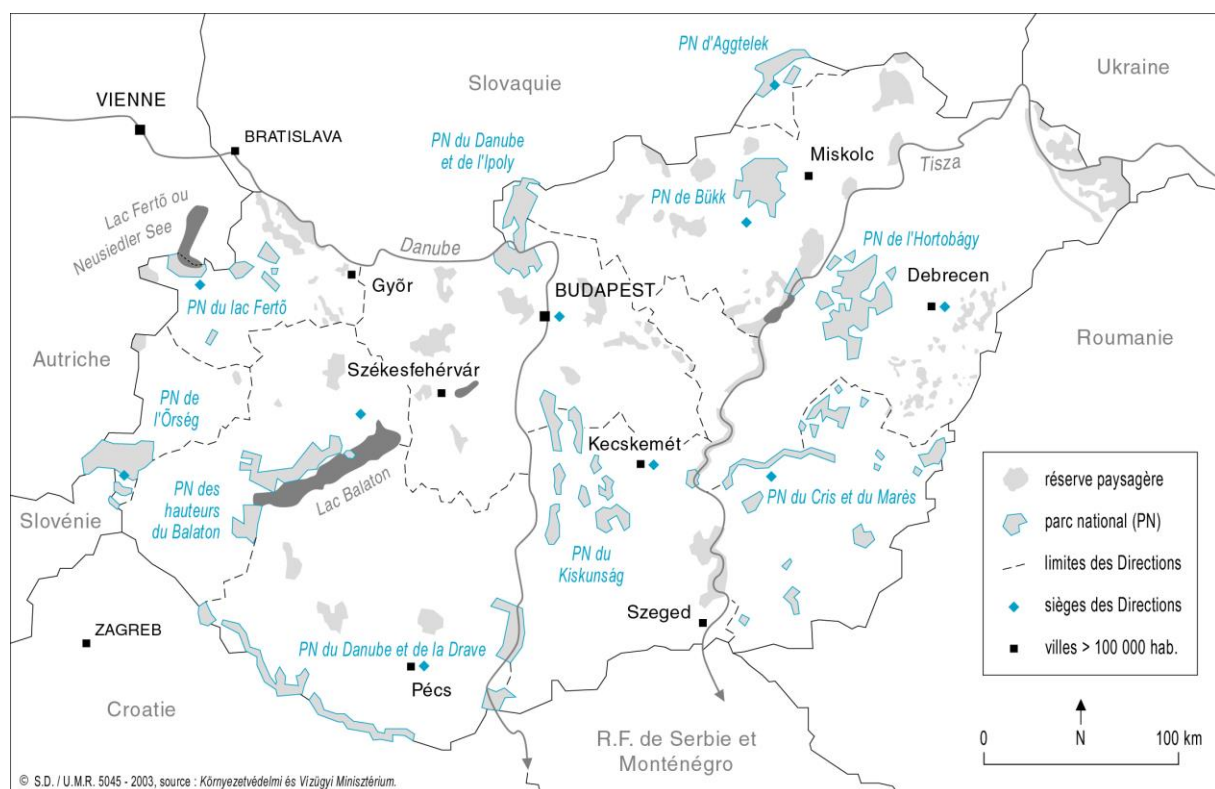 PN d'Aggtelek
Ukraine
Slovaquie
VIENNE
BRATISLAVA
PN du Danube
et de l'Ipoly
Miskolc
Tisza
PN de Bükk
Lac Fertõ ou
Neusiedler See
Danube
PN de l'Hortobágy
Debrecen
Gyõr
BUDAPEST
PN du lac Fertõ
Roumanie
Autriche
Székesfehérvár
PN de
l'Õrség
Kecskemét
PN des
hauteurs
du Balaton
Lac Balaton
PN du Cris et du Marès
Slovénie
PN du
Kiskunság
Szeged
ZAGREB
PN du Danube et de la Drave
Pécs
Croatie
R.F. de Serbie et
Monténégro
réserve paysagère
parc national (PN)
limites des Directions
sièges des Directions
villes > 100 000 hab.
0 N 100 km
© S.D. / U.M.R. 5045 - 2003, source : Környezetvédelmi és Vízügyi Minisztérium.